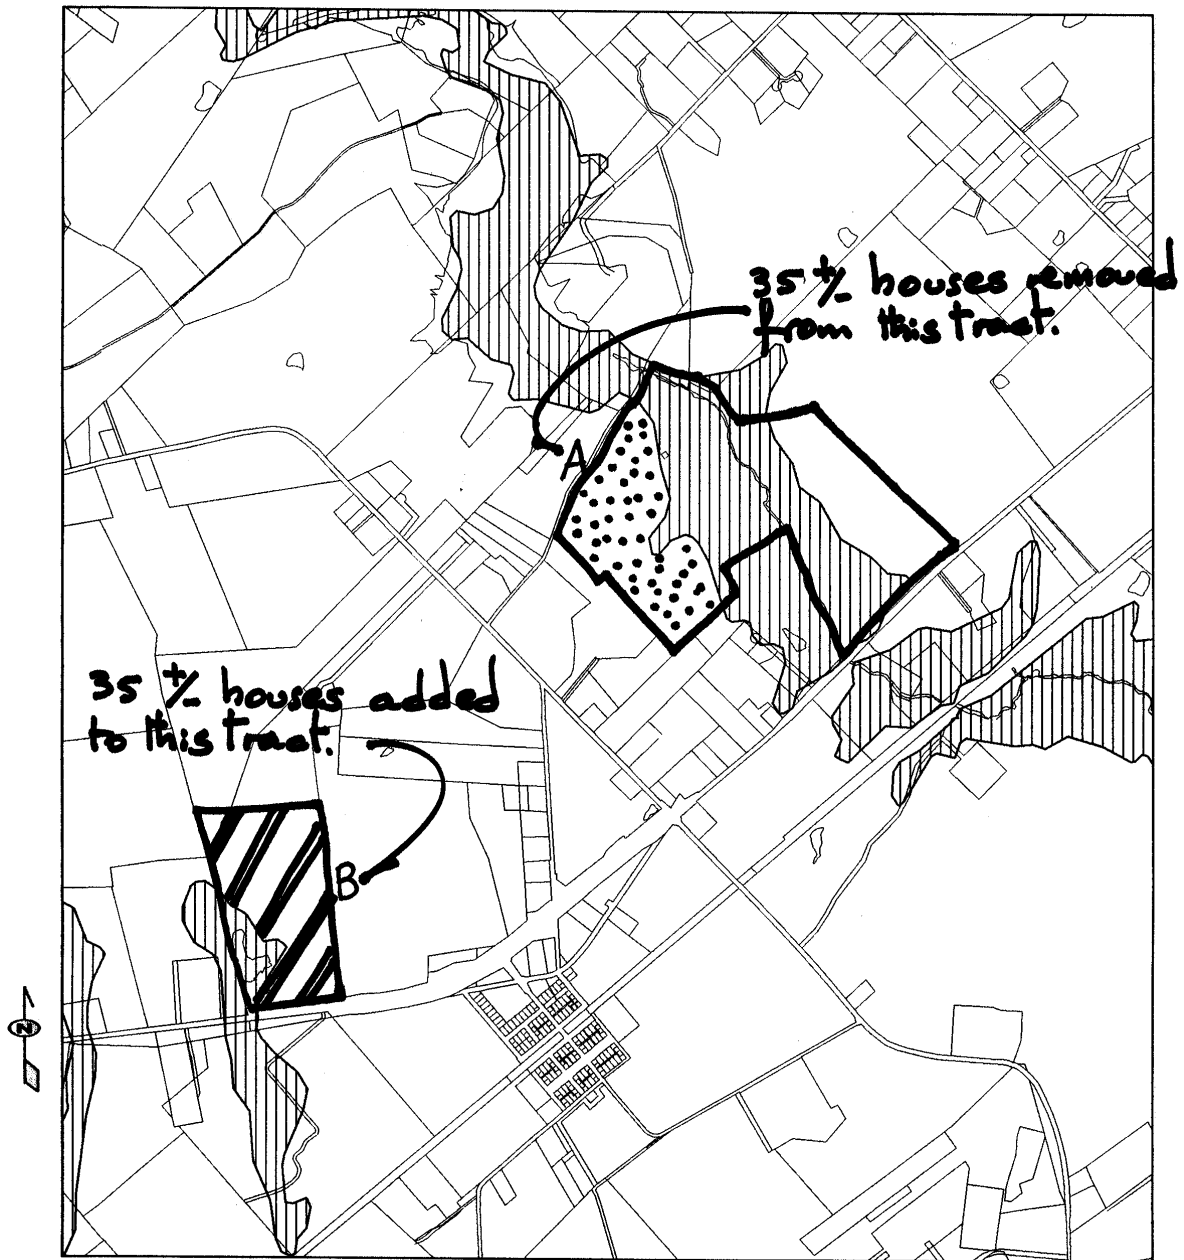 35 +/- houses removed
from this tract.
A
35 +/- houses added
to this tract.
B
N